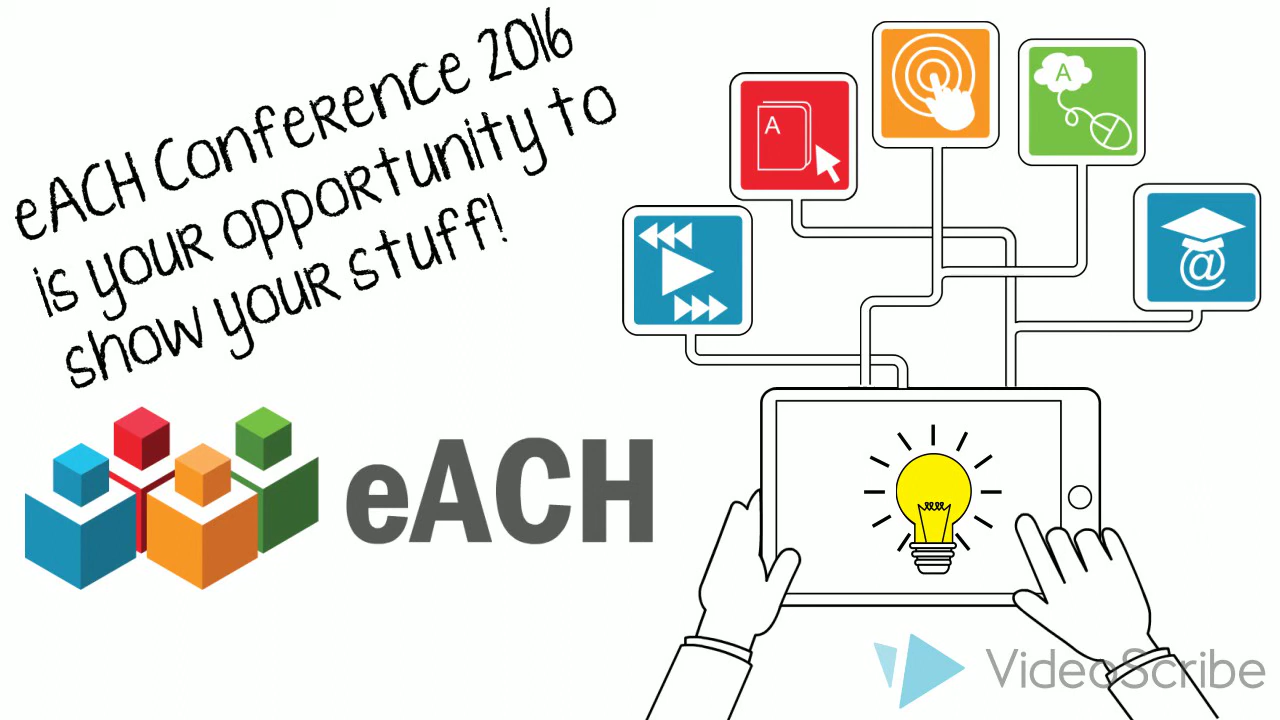 eACH Conference 2016
is your opportunity to
show your stuff!
A
A
@
eACH
VideoScribe